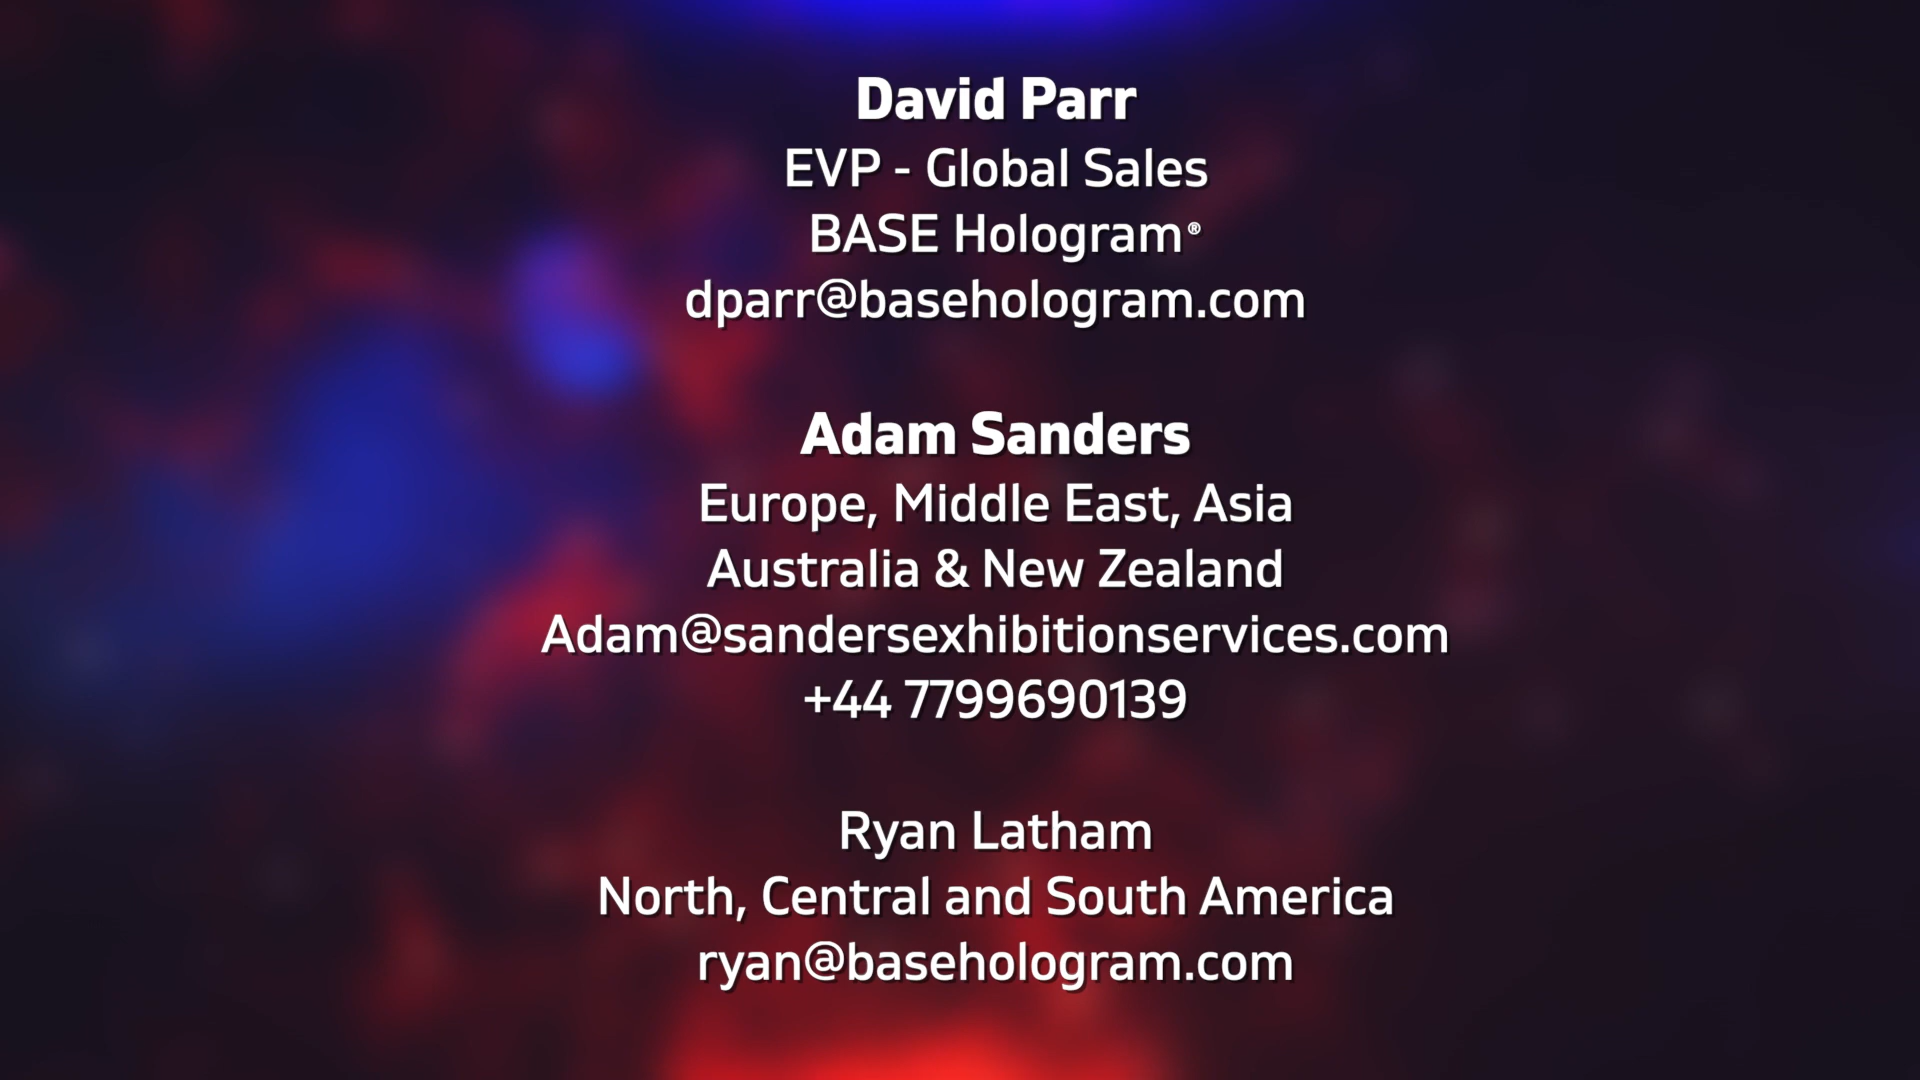 David Parr
EVP - Global Sales
BASE Hologram®
dparr@basehologram.com
Adam Sanders
Europe, Middle East, Asia
Australia & New Zealand
Adam@sandersexhibitionservices.com
+44 7799690139
Ryan Latham
North, Central and South America
ryan@basehologram.com